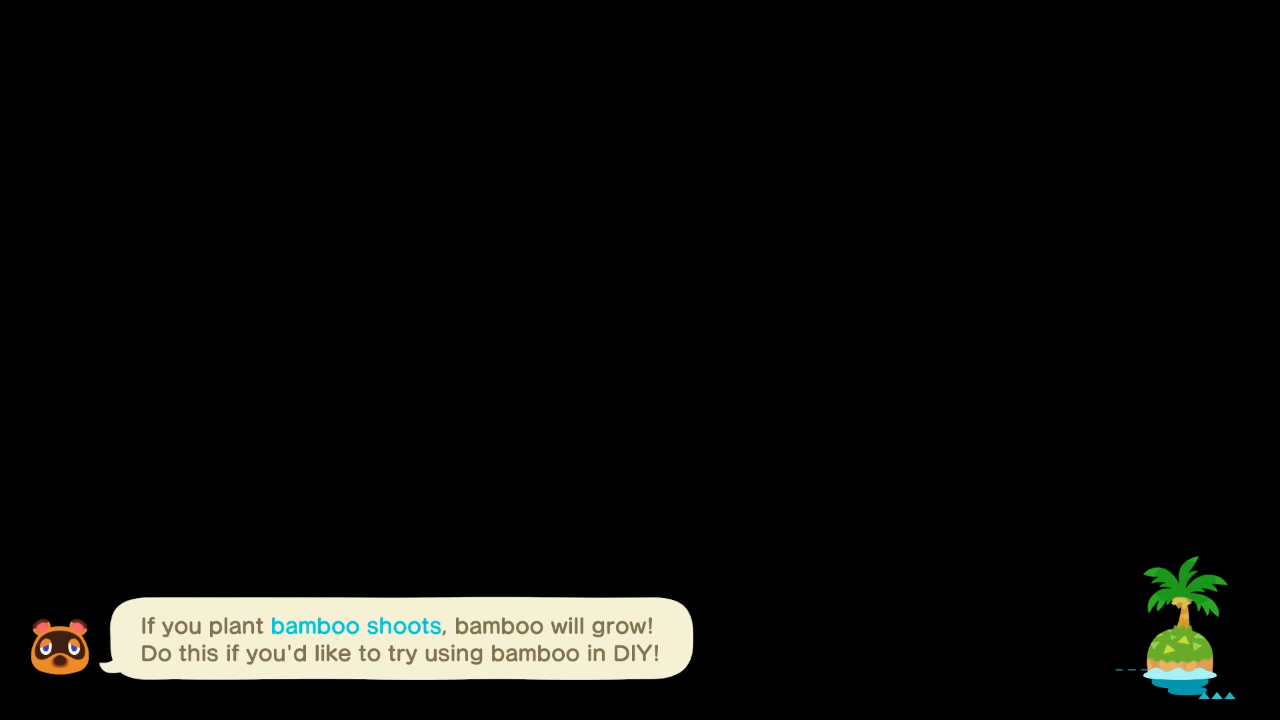 If you plant bamboo shoots, bamboo will grow!
Do this if you'd like to try using bamboo in DIY!